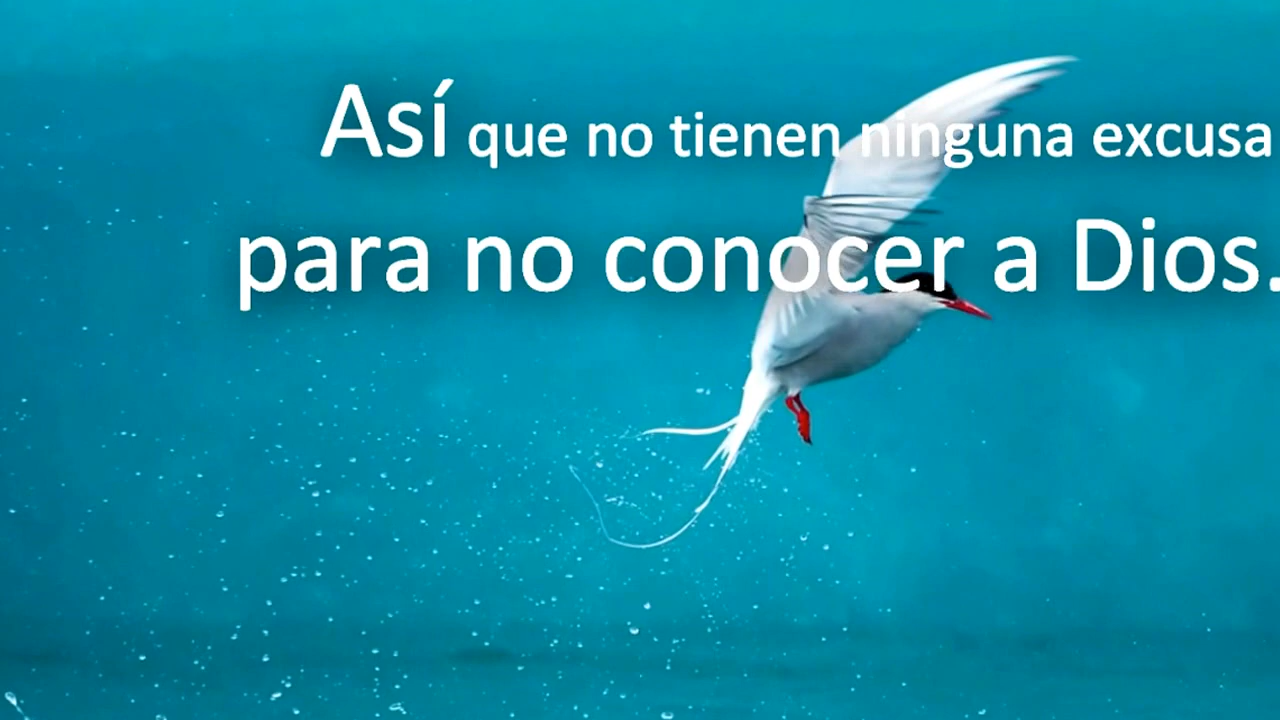 Así que no tienen ninguna excusa
para no conocer a Dios.